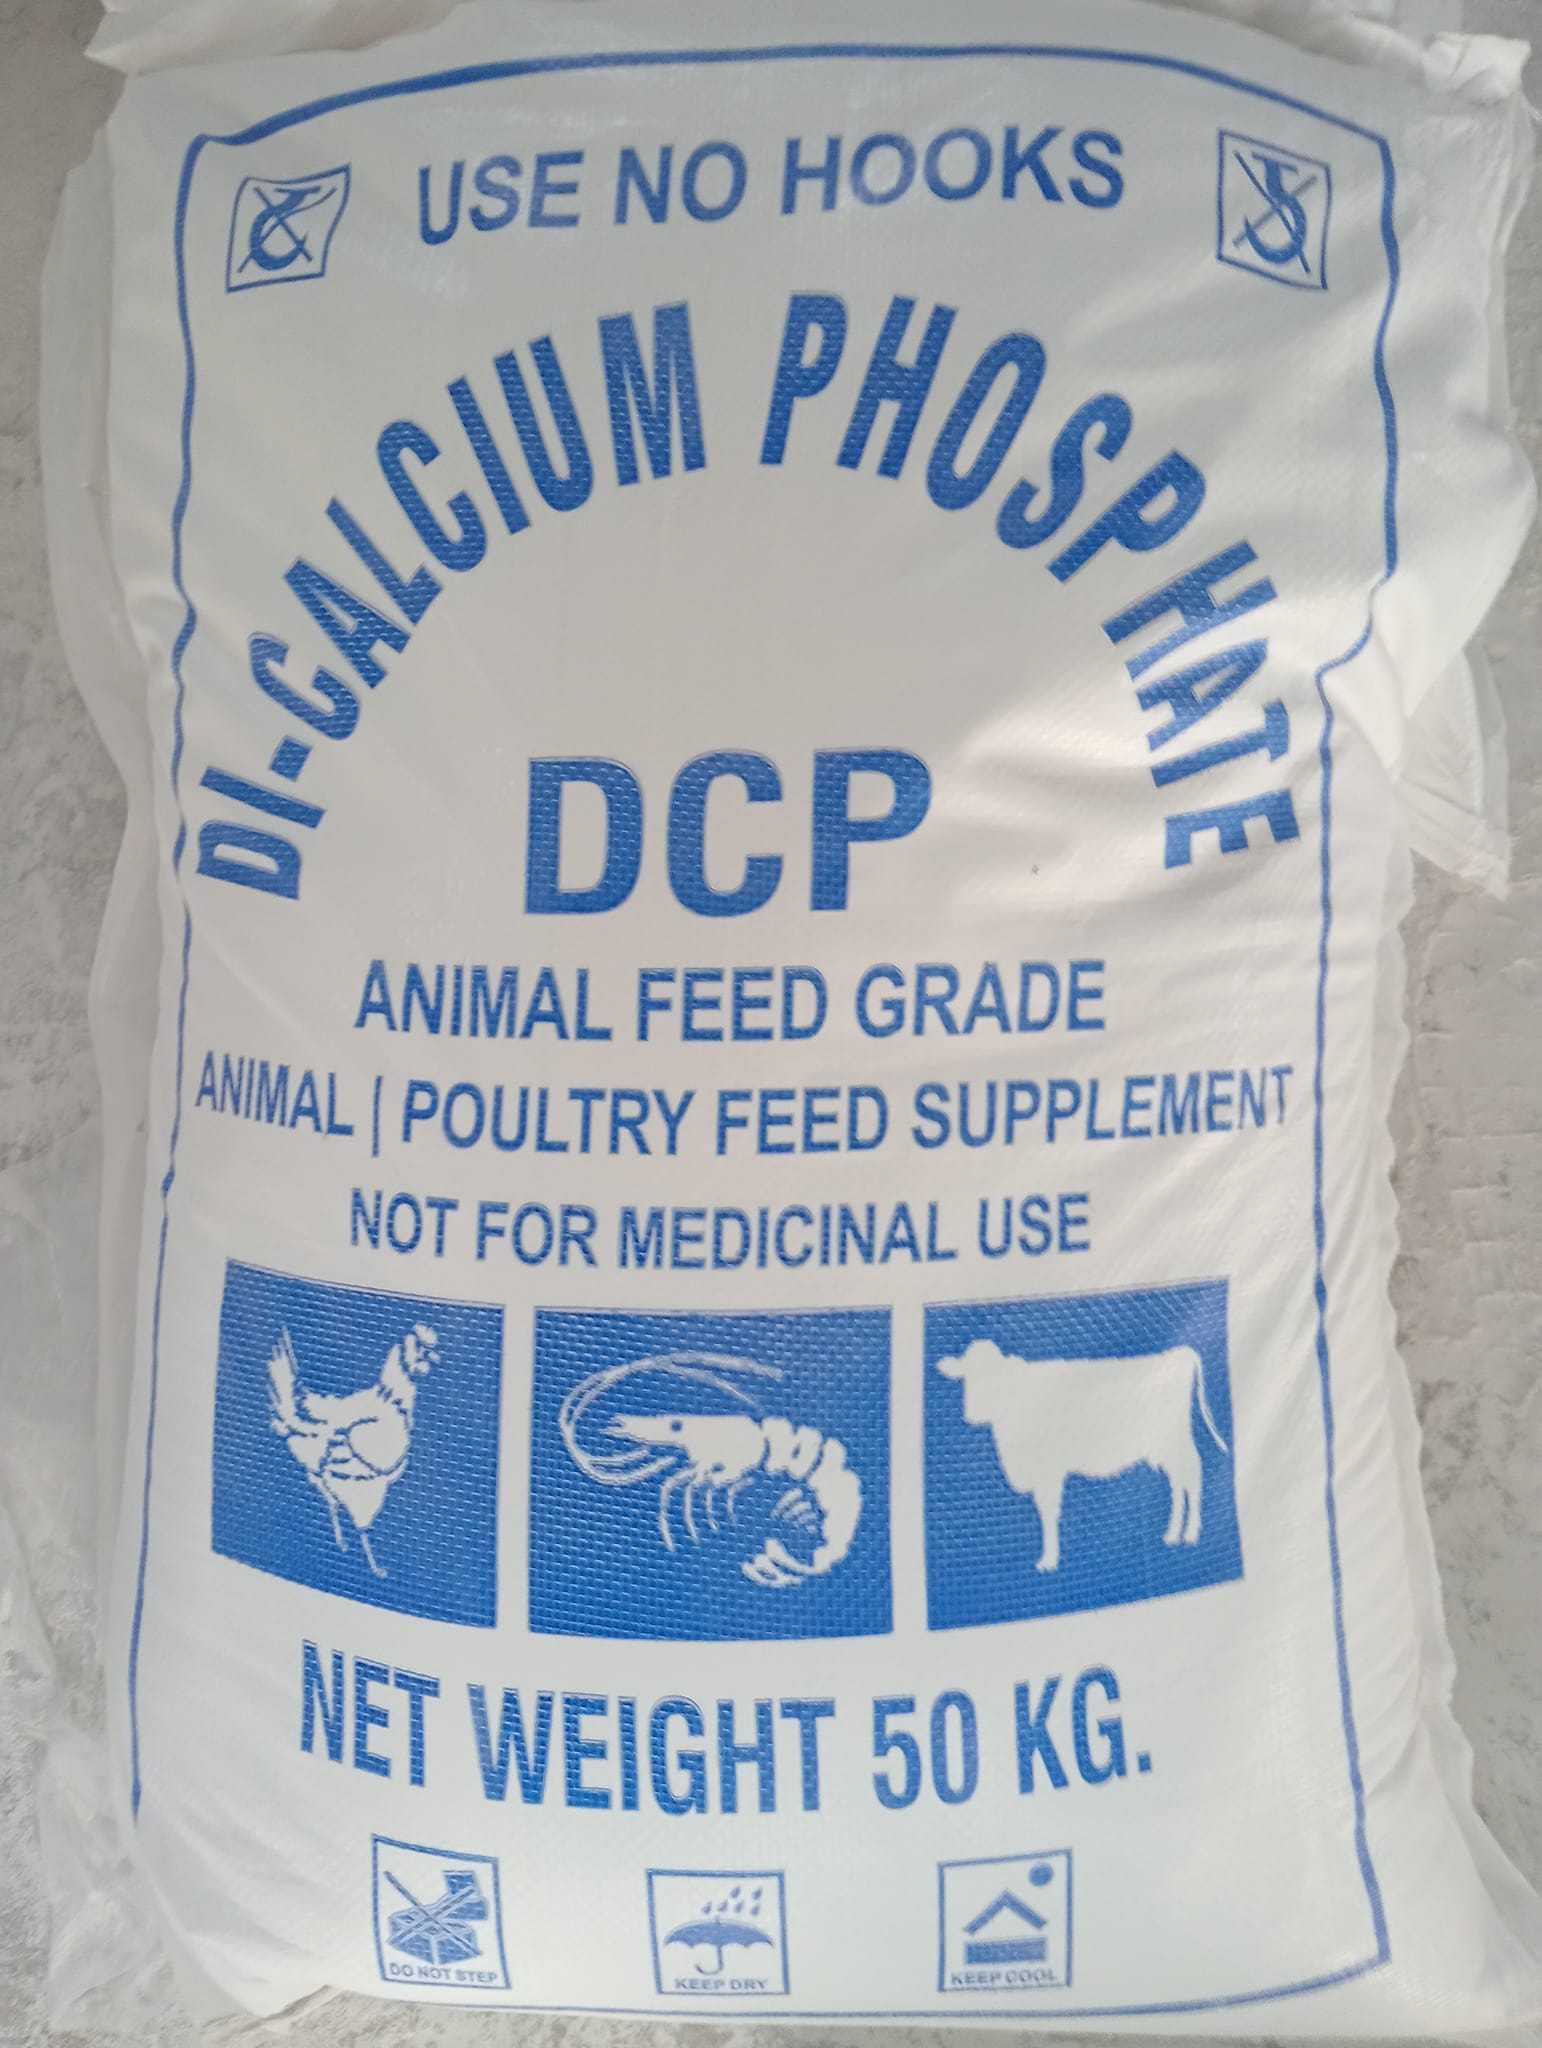 USE NO HOOKS
DI-CALCIUM PHOSPHATE
DCP
ANIMAL FEED GRADE
ANIMAL | POULTRY FEED SUPPLEMENT
NOT FOR MEDICINAL USE
NET WEIGHT 50 KG.
DO NOT STEP
KEEP DRY
KEEP COOL